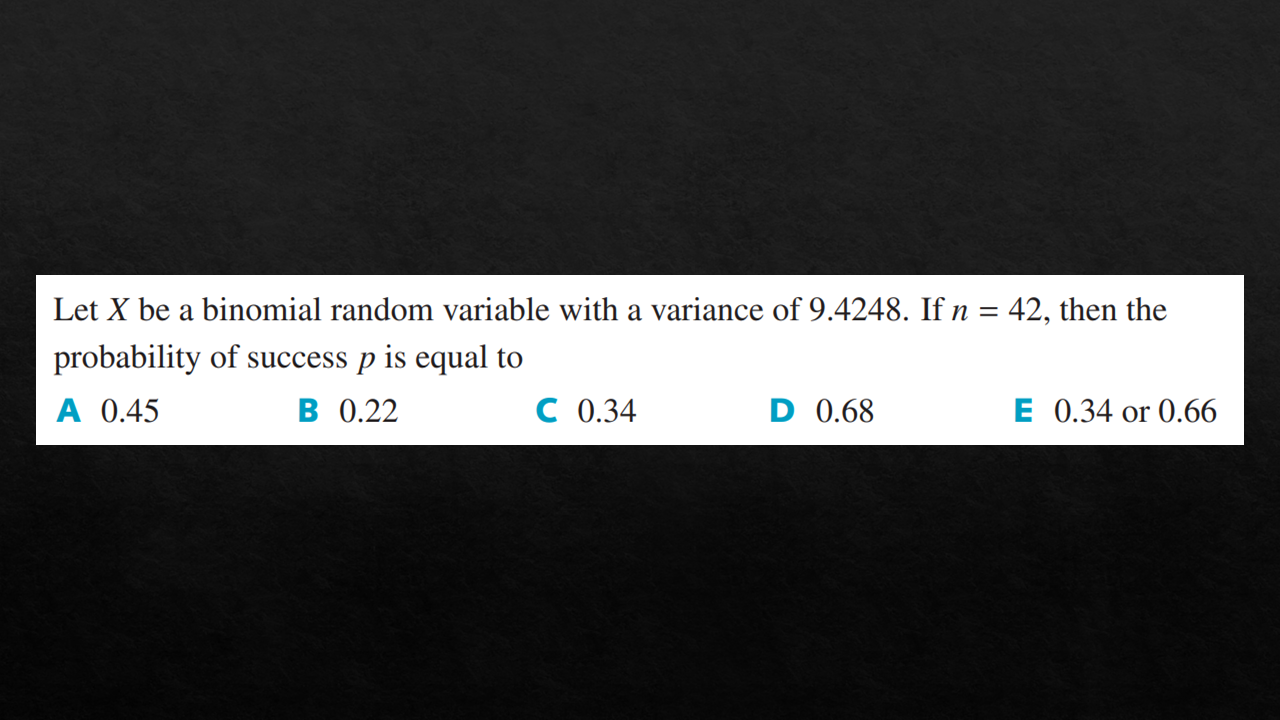 Let X be a binomial random variable with a variance of 9.4248. If n = 42, then the
probability of success p is equal to
A 0.45 B 0.22 C 0.34 D 0.68 E 0.34 or 0.66